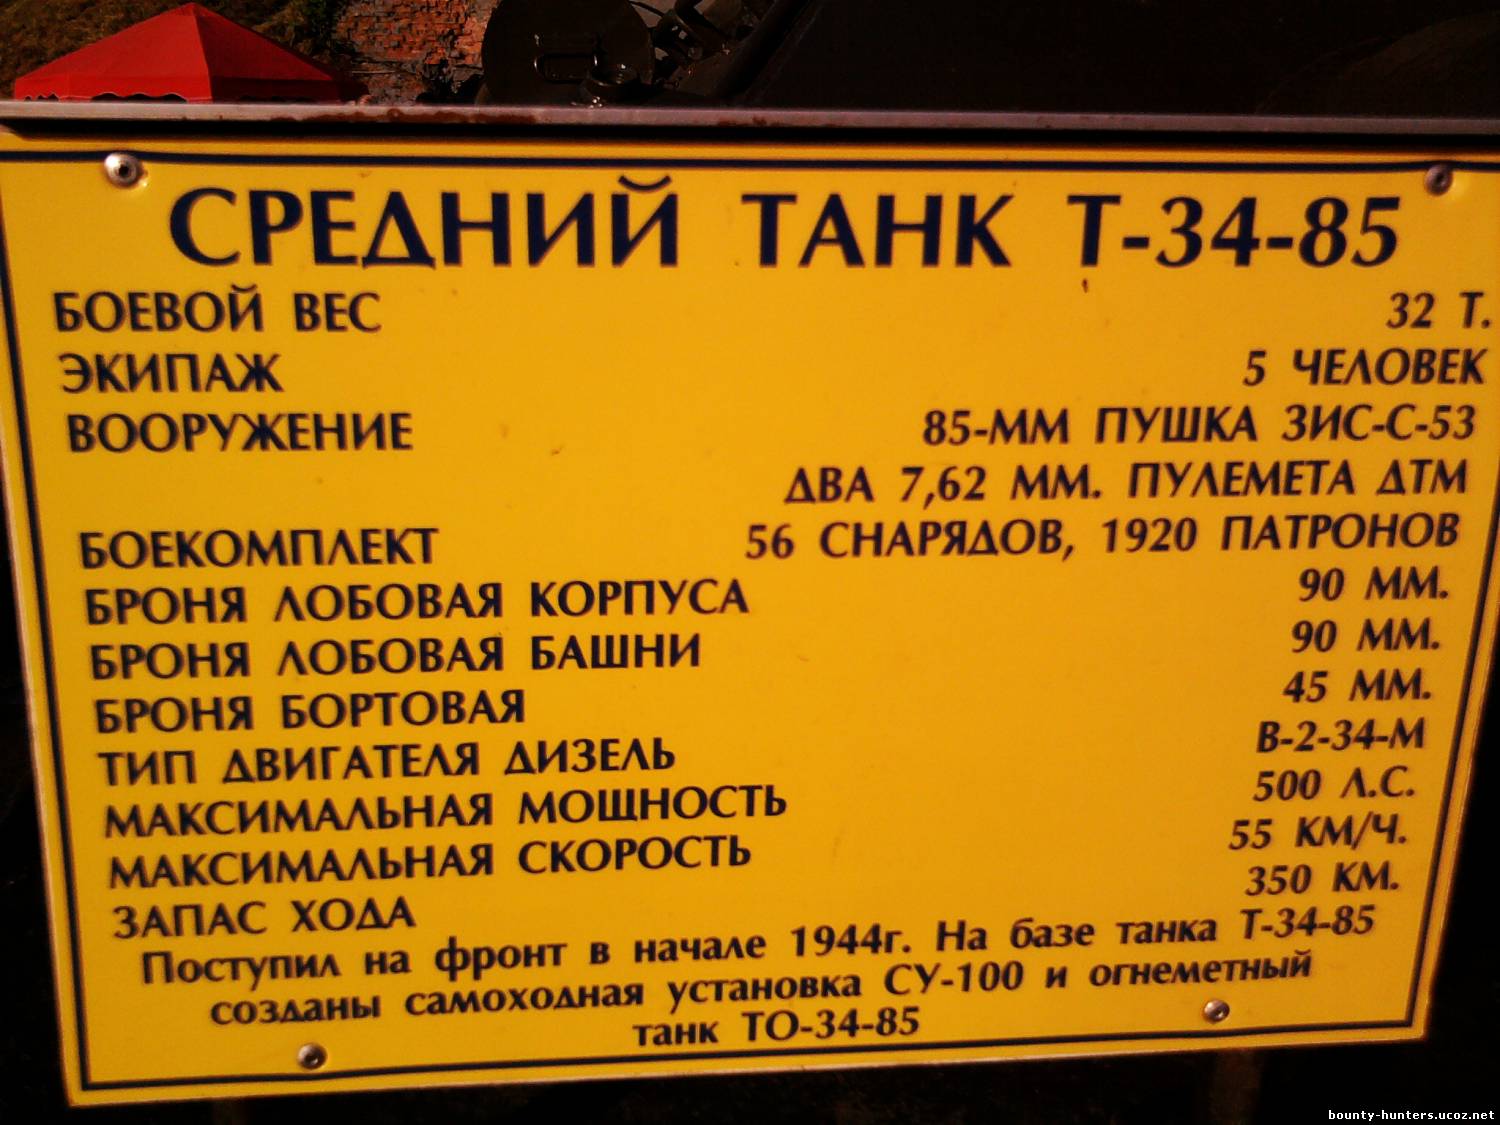 СРЕДНИЙ ТАНК Т-34-85
БОЕВОЙ ВЕС 32 Т.
ЭКИПАЖ 5 ЧЕЛОВЕК
ВООРУЖЕНИЕ 85-ММ ПУШКА ЗИС-С-53
ДВА 7,62 ММ. ПУЛЕМЕТА ДТМ
БОЕКОМПЛЕКТ 56 СНАРЯДОВ, 1920 ПАТРОНОВ
БРОНЯ ЛОБОВАЯ КОРПУСА 90 ММ.
БРОНЯ ЛОБОВАЯ БАШНИ 90 ММ.
БРОНЯ БОРТОВАЯ 45 ММ.
ТИП ДВИГАТЕЛЯ ДИЗЕЛЬ В-2-34-М
МАКСИМАЛЬНАЯ МОЩНОСТЬ 500 Л.С.
МАКСИМАЛЬНАЯ СКОРОСТЬ 55 КМ/Ч.
ЗАПАС ХОДА 350 КМ.
Поступил на фронт в начале 1944г. На базе танка Т-34-85
созданы самоходная установка СУ-100 и огнеметный
танк ТО-34-85
bounty-hunters.ucoz.net